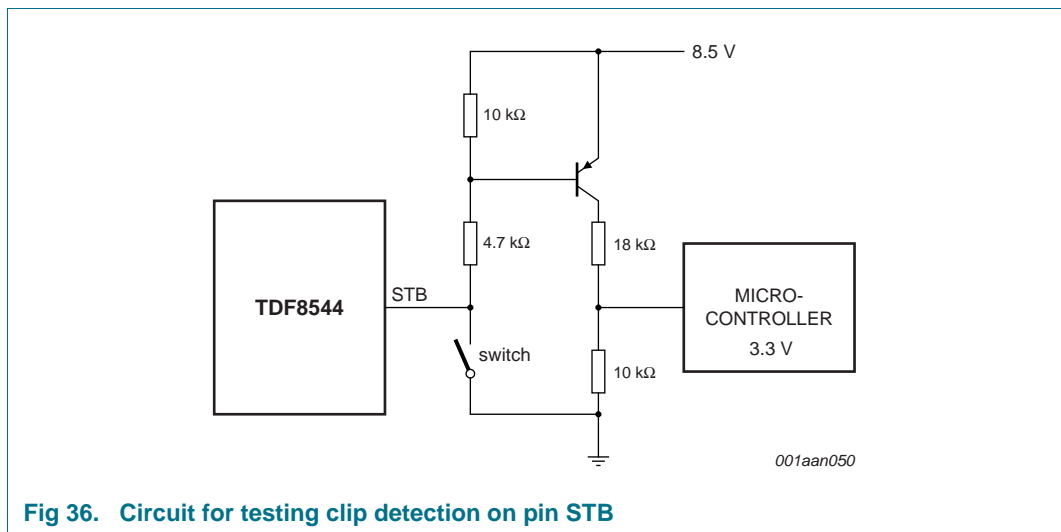 8.5 V
10 kΩ
4.7 kΩ
18 kΩ
TDF8544
STB
MICRO-
CONTROLLER
3.3 V
switch
10 kΩ
001aan050
Fig 36. Circuit for testing clip detection on pin STB